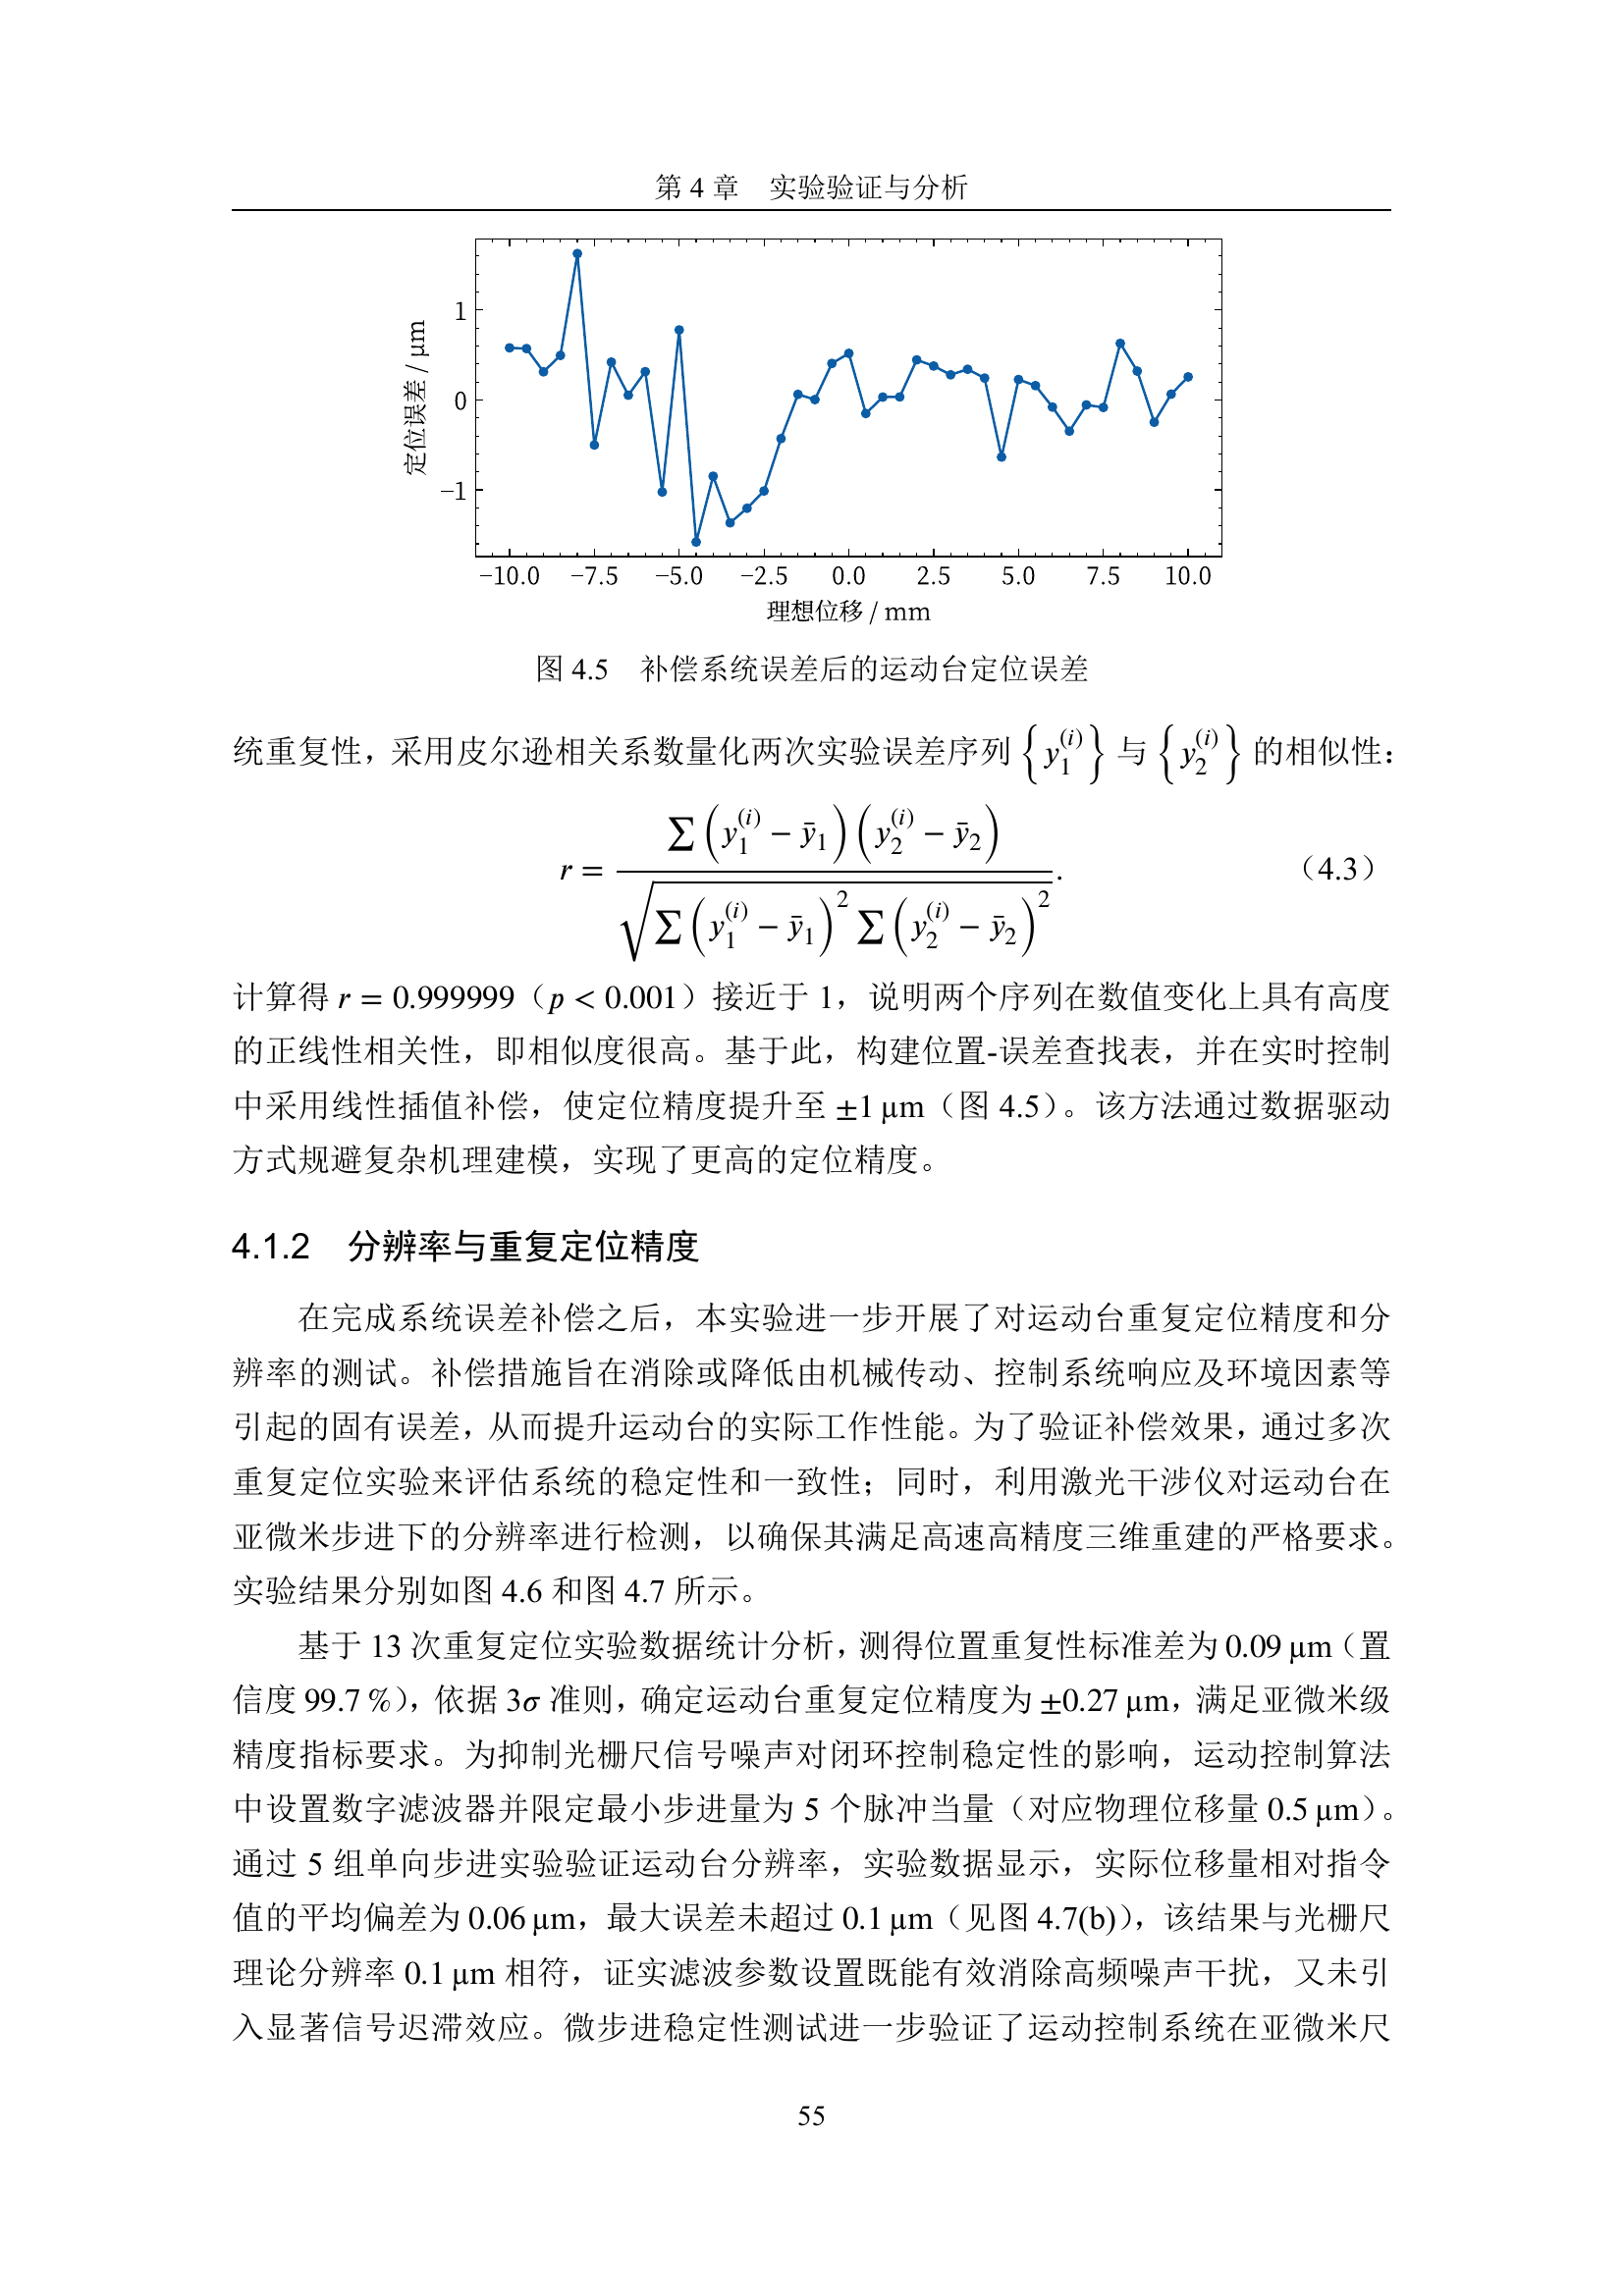 第 4 章 实验验证与分析
1
0
−1
定位误差 / μm
−10.0 −7.5 −5.0 −2.5 0.0 2.5 5.0 7.5 10.0
理想位移 / mm
图 4.5 补偿系统误差后的运动台定位误差
统重复性，采用皮尔逊相关系数量化两次实验误差序列 {y₁⁽ⁱ⁾} 与 {y₂⁽ⁱ⁾} 的相似性：
r = ∑ (y₁⁽ⁱ⁾ − ȳ₁) (y₂⁽ⁱ⁾ − ȳ₂) / √(∑ (y₁⁽ⁱ⁾ − ȳ₁)² ∑ (y₂⁽ⁱ⁾ − ȳ₂)²). （4.3）
计算得 r = 0.999999（p < 0.001）接近于 1，说明两个序列在数值变化上具有高度
的正线性相关性，即相似度很高。基于此，构建位置-误差查找表，并在实时控制
中采用线性插值补偿，使定位精度提升至 ±1 μm（图 4.5）。该方法通过数据驱动
方式规避复杂机理建模，实现了更高的定位精度。
4.1.2 分辨率与重复定位精度
在完成系统误差补偿之后，本实验进一步开展了对运动台重复定位精度和分
辨率的测试。补偿措施旨在消除或降低由机械传动、控制系统响应及环境因素等
引起的固有误差，从而提升运动台的实际工作性能。为了验证补偿效果，通过多次
重复定位实验来评估系统的稳定性和一致性；同时，利用激光干涉仪对运动台在
亚微米步进下的分辨率进行检测，以确保其满足高速高精度三维重建的严格要求。
实验结果分别如图 4.6 和图 4.7 所示。
基于 13 次重复定位实验数据统计分析，测得位置重复性标准差为 0.09 μm（置
信度 99.7 %），依据 3σ 准则，确定运动台重复定位精度为 ±0.27 μm，满足亚微米级
精度指标要求。为抑制光栅尺信号噪声对闭环控制稳定性的影响，运动控制算法
中设置数字滤波器并限定最小步进量为 5 个脉冲当量（对应物理位移量 0.5 μm）。
通过 5 组单向步进实验验证运动台分辨率，实验数据显示，实际位移量相对指令
值的平均偏差为 0.06 μm，最大误差未超过 0.1 μm（见图 4.7(b)），该结果与光栅尺
理论分辨率 0.1 μm 相符，证实滤波参数设置既能有效消除高频噪声干扰，又未引
入显著信号迟滞效应。微步进稳定性测试进一步验证了运动控制系统在亚微米尺
55